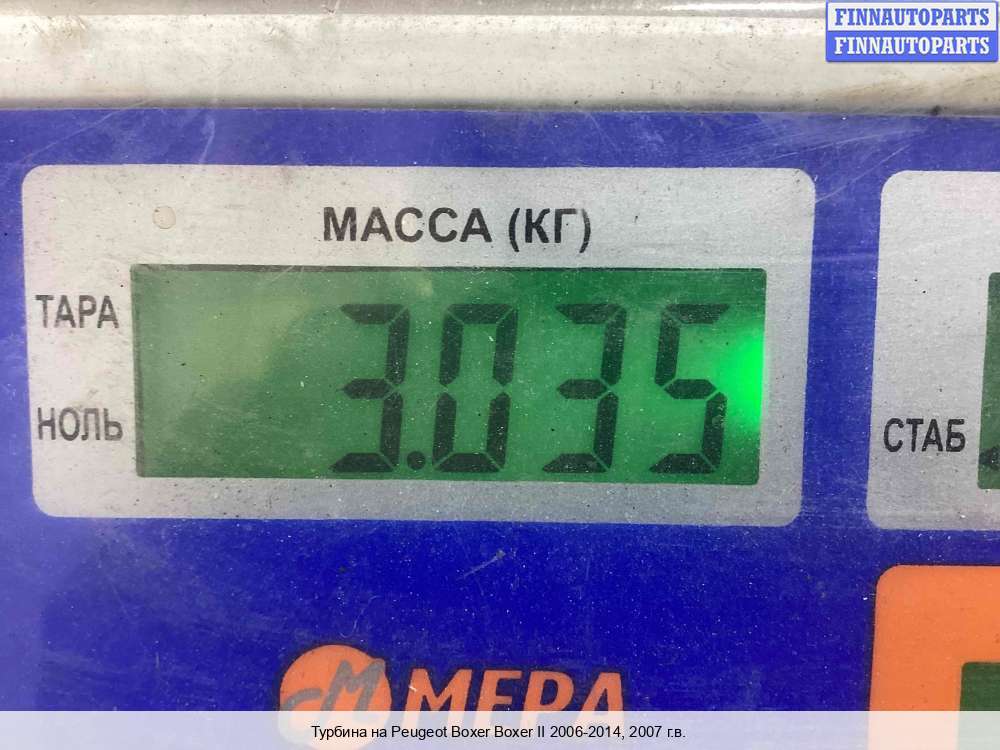 FINNAUTOPARTS
FINNAUTOPARTS
МАССА (КГ)
ТАРА
3.035
НОЛЬ
СТАБ
МЕРА
Турбина на Peugeot Boxer Boxer II 2006-2014, 2007 г.в.